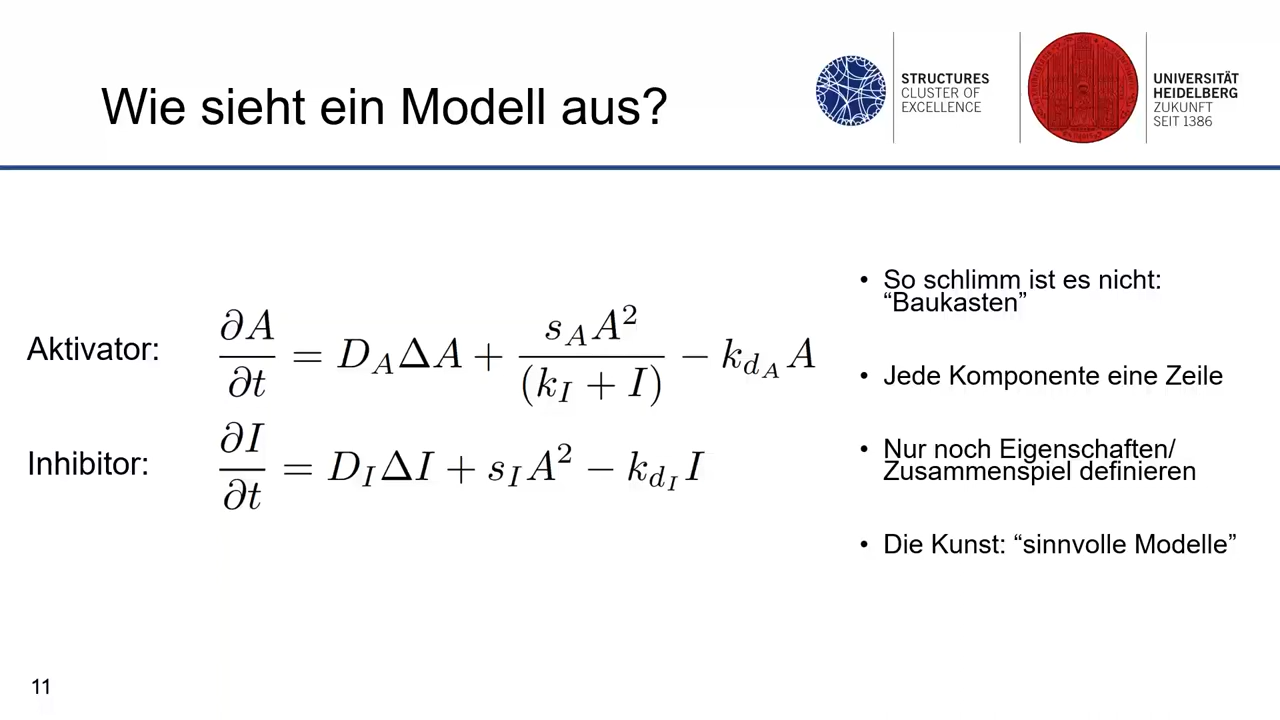 Wie sieht ein Modell aus?
STRUCTURES
CLUSTER OF
EXCELLENCE
UNIVERSITÄT
HEIDELBERG
ZUKUNFT
SEIT 1386
Aktivator:
∂A/∂t = D_A ΔA + s_A A²/(k_I + I) − k_{d_A} A
Inhibitor:
∂I/∂t = D_I ΔI + s_I A² − k_{d_I} I
• So schlimm ist es nicht:
“Baukasten”
• Jede Komponente eine Zeile
• Nur noch Eigenschaften/
Zusammenspiel definieren
• Die Kunst: “sinnvolle Modelle”
11